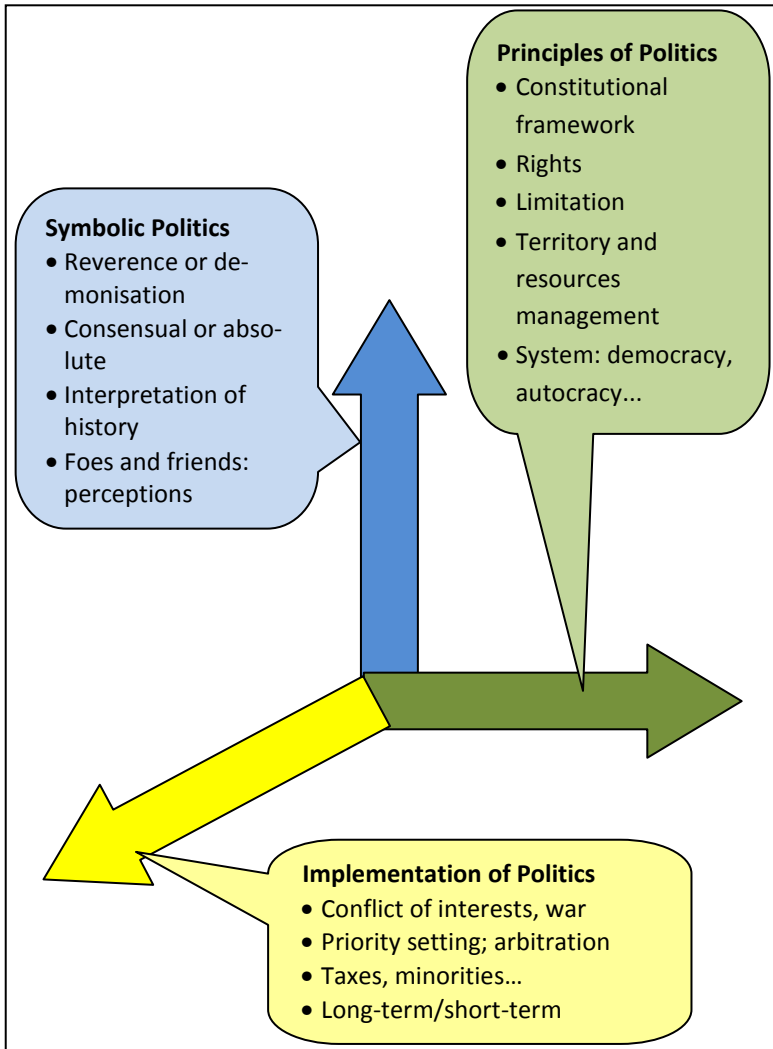 Principles of Politics
• Constitutional
framework
• Rights
• Limitation
• Territory and
resources
management
• System: democracy,
autocracy...
Symbolic Politics
• Reverence or de-
monisation
• Consensual or abso-
lute
• Interpretation of
history
• Foes and friends:
perceptions
Implementation of Politics
• Conflict of interests, war
• Priority setting; arbitration
• Taxes, minorities…
• Long-term/short-term